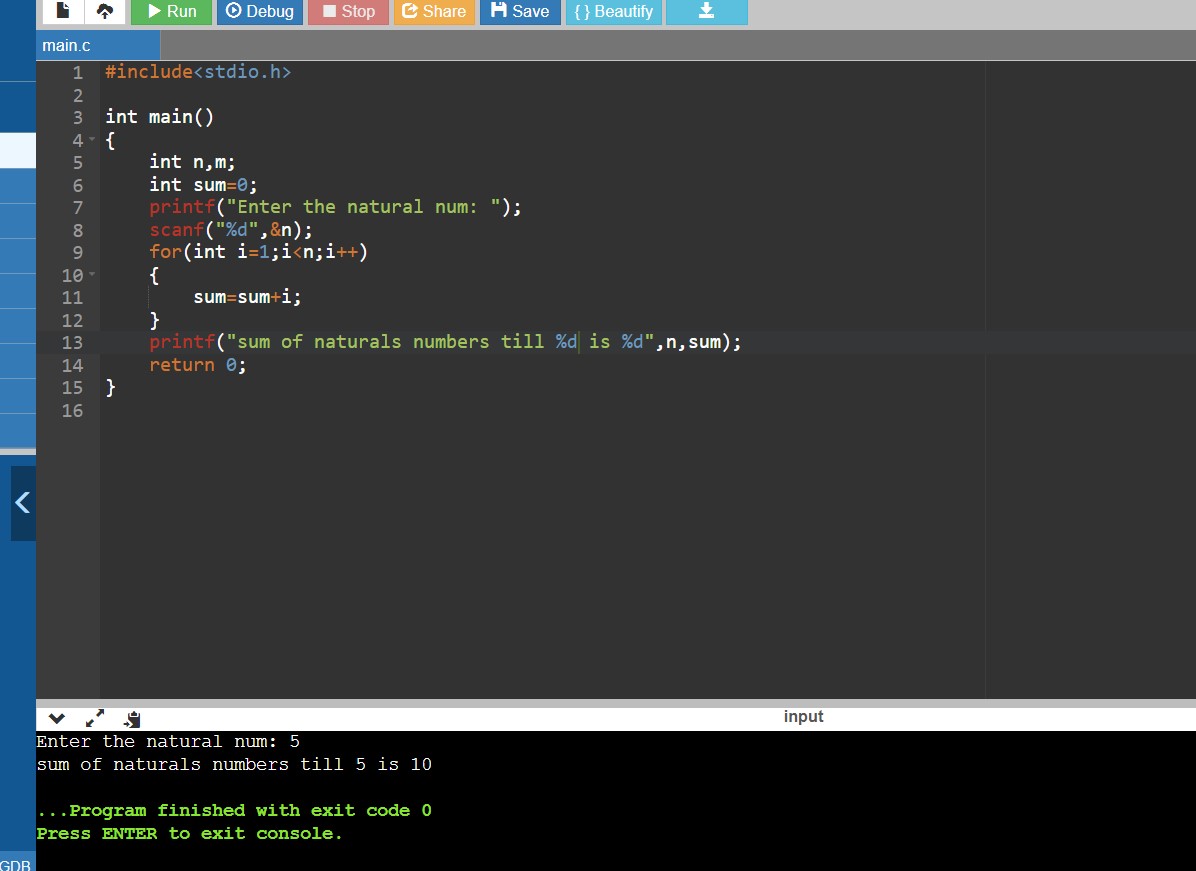 Run Debug Stop Share Save {} Beautify
main.c
1 #include<stdio.h>
2
3 int main()
4 {
5     int n,m;
6     int sum=0;
7     printf("Enter the natural num: ");
8     scanf("%d",&n);
9     for(int i=1;i<n;i++)
10     {
11         sum=sum+i;
12     }
13     printf("sum of naturals numbers till %d is %d",n,sum);
14     return 0;
15 }
16
input
Enter the natural num: 5
sum of naturals numbers till 5 is 10
...Program finished with exit code 0
Press ENTER to exit console.
GDB